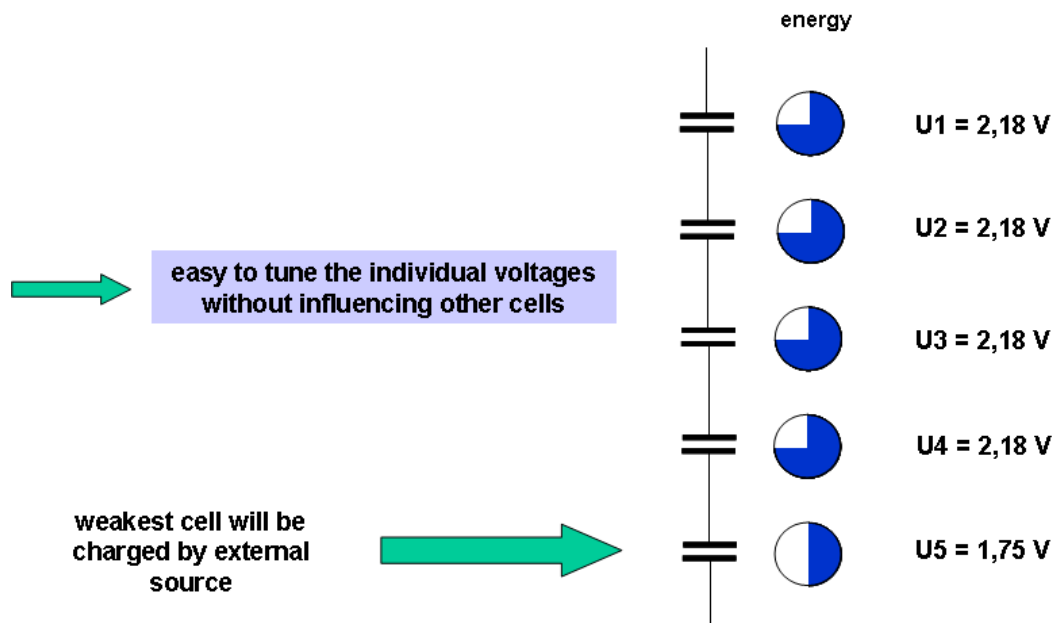 energy
U1 = 2,18 V
U2 = 2,18 V
easy to tune the individual voltages
without influencing other cells
U3 = 2,18 V
U4 = 2,18 V
weakest cell will be
charged by external
source
U5 = 1,75 V